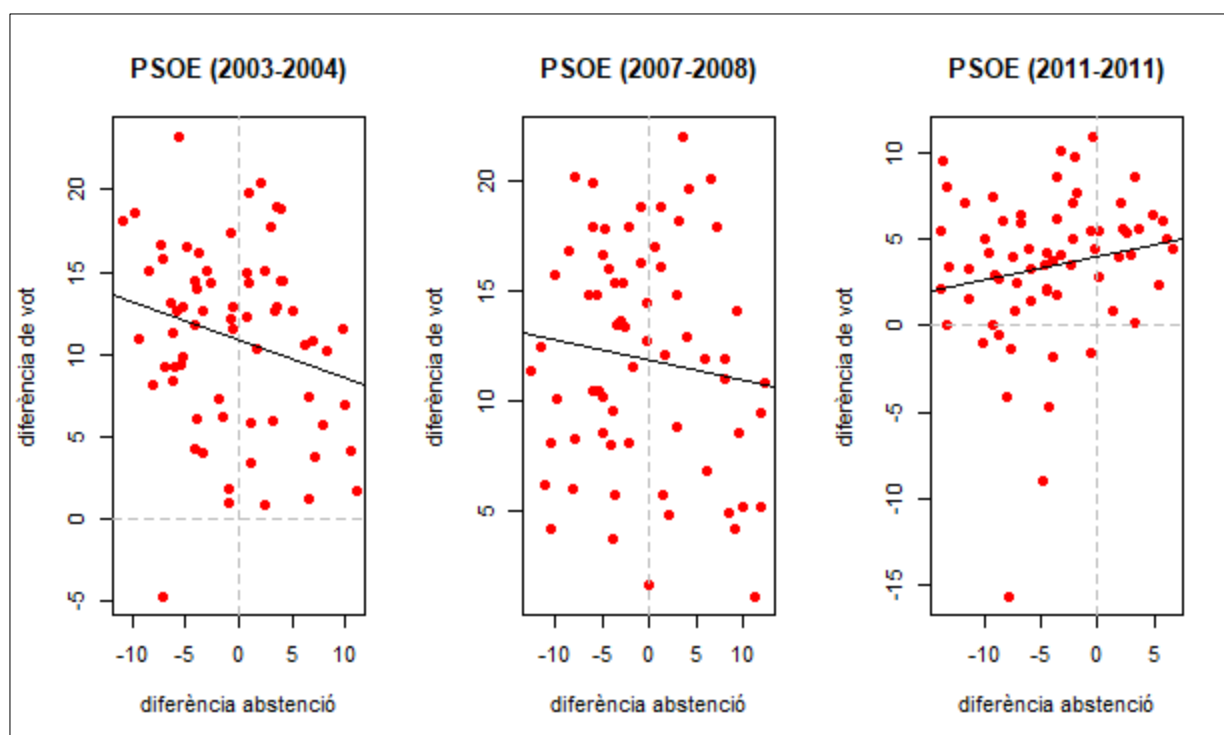 PSOE (2003-2004)
diferència de vot
20
15
10
5
0
-5
-10 -5 0 5 10
diferència abstenció
PSOE (2007-2008)
diferència de vot
20
15
10
5
-10 -5 0 5 10
diferència abstenció
PSOE (2011-2011)
diferència de vot
10
5
0
-5
-10
-15
-10 -5 0 5
diferència abstenció